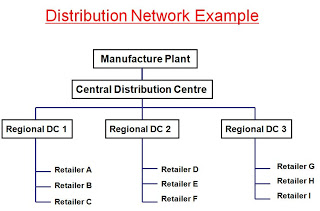 Distribution Network Example
Manufacture Plant
Central Distribution Centre
Regional DC 1
Regional DC 2
Regional DC 3
Retailer A
Retailer B
Retailer C
Retailer D
Retailer E
Retailer F
Retailer G
Retailer H
Retailer I